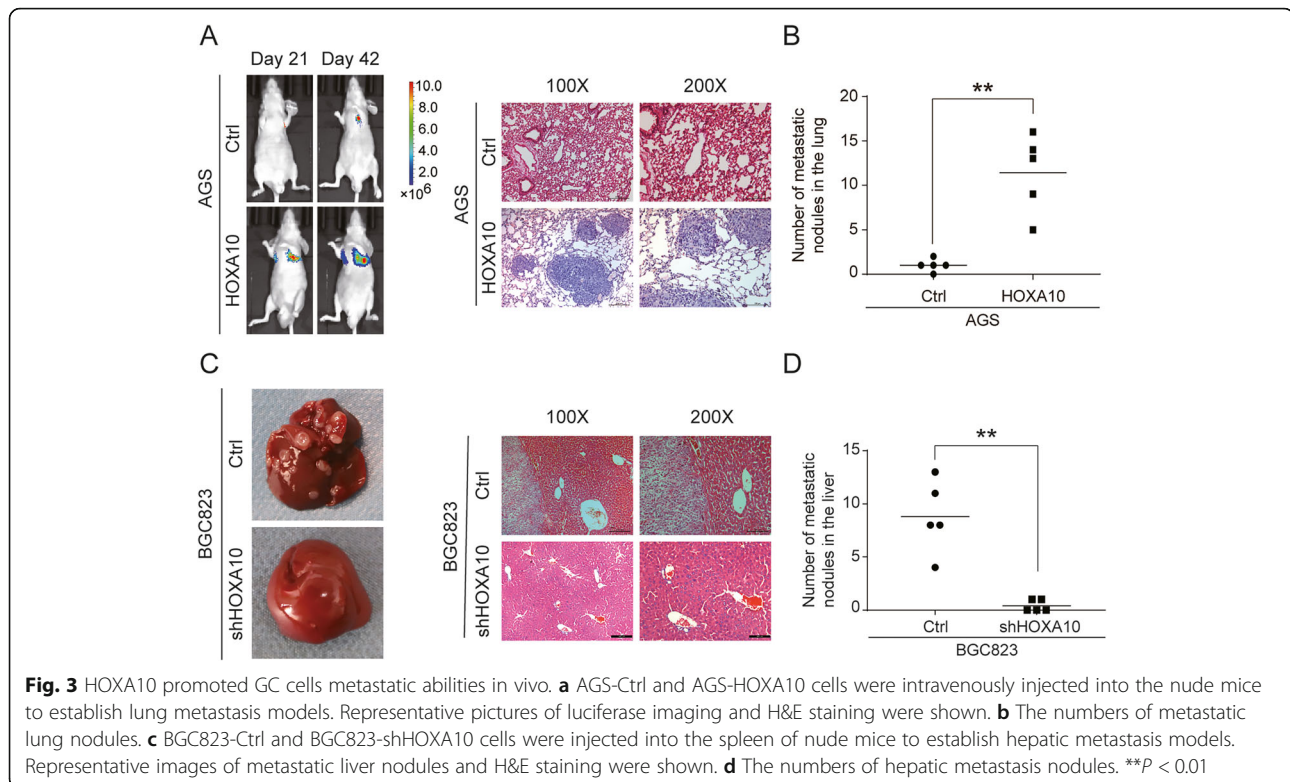 A
Day 21 Day 42
AGS
Ctrl
HOXA10
10.0
8.0
6.0
4.0
2.0
×10⁶
100X 200X
AGS
Ctrl
HOXA10
B
Number of metastatic
nodules in the lung
20
15
10
5
0
**
Ctrl HOXA10
AGS
C
BGC823
Ctrl
shHOXA10
100X 200X
BGC823
Ctrl
shHOXA10
D
Number of metastatic
nodules in the liver
15
10
5
0
**
Ctrl shHOXA10
BGC823
Fig. 3 HOXA10 promoted GC cells metastatic abilities in vivo. a AGS-Ctrl and AGS-HOXA10 cells were intravenously injected into the nude mice
to establish lung metastasis models. Representative pictures of luciferase imaging and H&E staining were shown. b The numbers of metastatic
lung nodules. c BGC823-Ctrl and BGC823-shHOXA10 cells were injected into the spleen of nude mice to establish hepatic metastasis models.
Representative images of metastatic liver nodules and H&E staining were shown. d The numbers of hepatic metastasis nodules. **P < 0.01